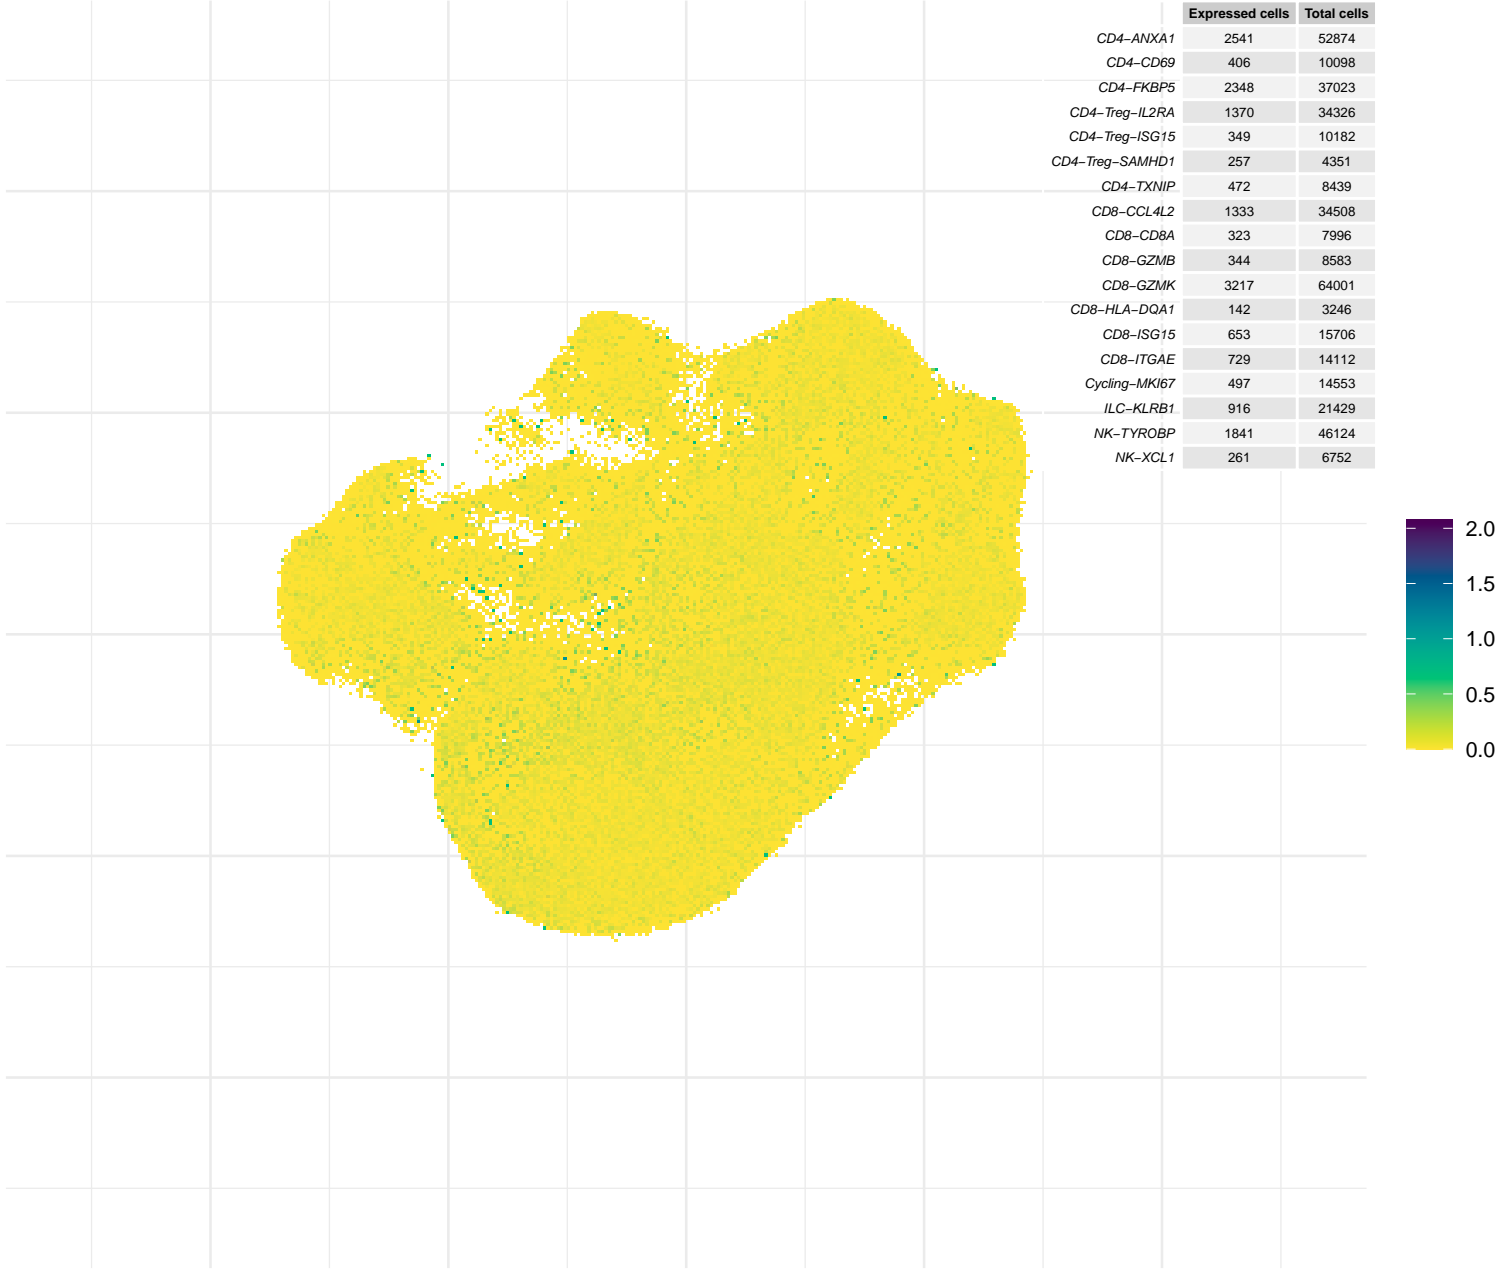 Expressed cells Total cells
CD4−ANXA1 2541 52874
CD4−CD69 406 10098
CD4−FKBP5 2348 37023
CD4−Treg−IL2RA 1370 34326
CD4−Treg−ISG15 349 10182
CD4−Treg−SAMHD1 257 4351
CD4−TXNIP 472 8439
CD8−CCL4L2 1333 34508
CD8−CD8A 323 7996
CD8−GZMB 344 8583
CD8−GZMK 3217 64001
CD8−HLA−DQA1 142 3246
CD8−ISG15 653 15706
CD8−ITGAE 729 14112
Cycling−MKI67 497 14553
ILC−KLRB1 916 21429
NK−TYROBP 1841 46124
NK−XCL1 261 6752
2.0
1.5
1.0
0.5
0.0